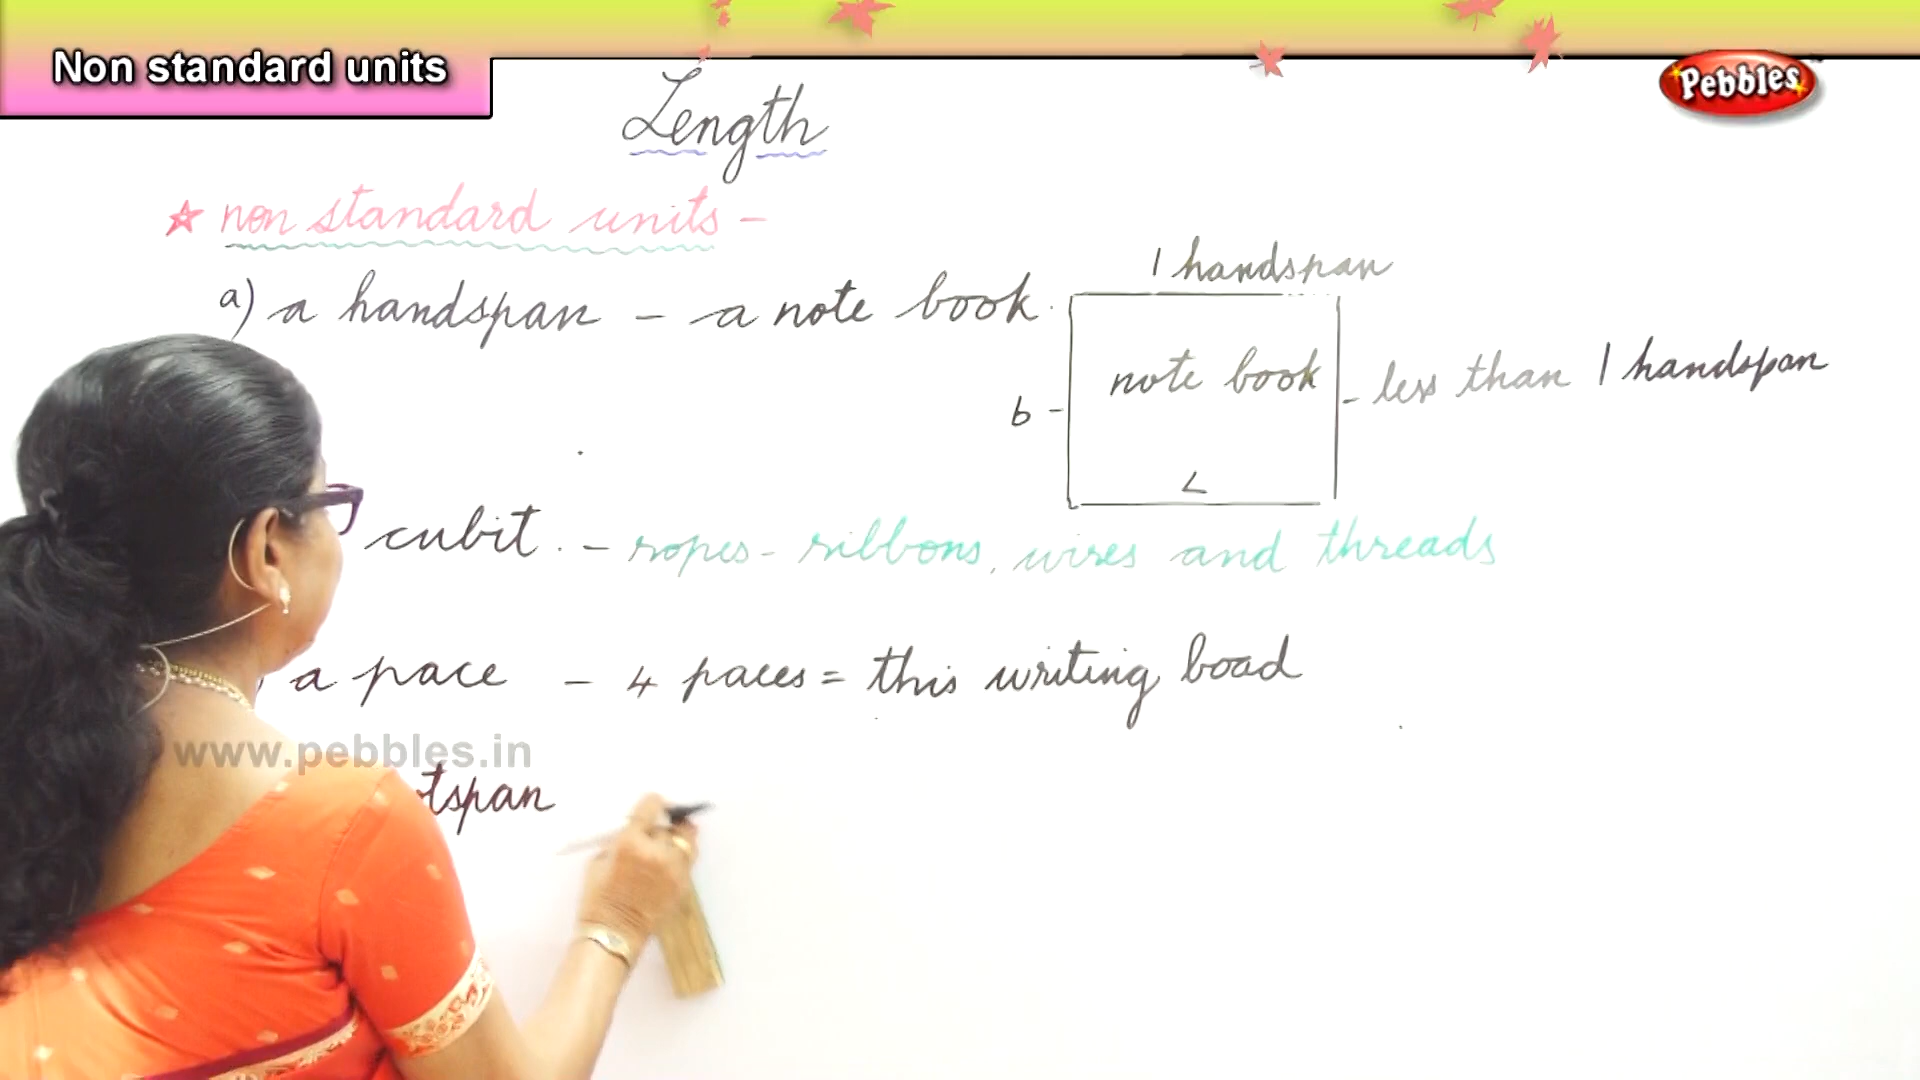 Non standard units
Pebbles
Length
non standard units -
1 handspan
a) a handspan - a note book.
note book - less than 1 handspan
b -
L
cubit. - ropes - ribbons, wires and threads
a pace - 4 paces = this writing boad
www.pebbles.in
otspan